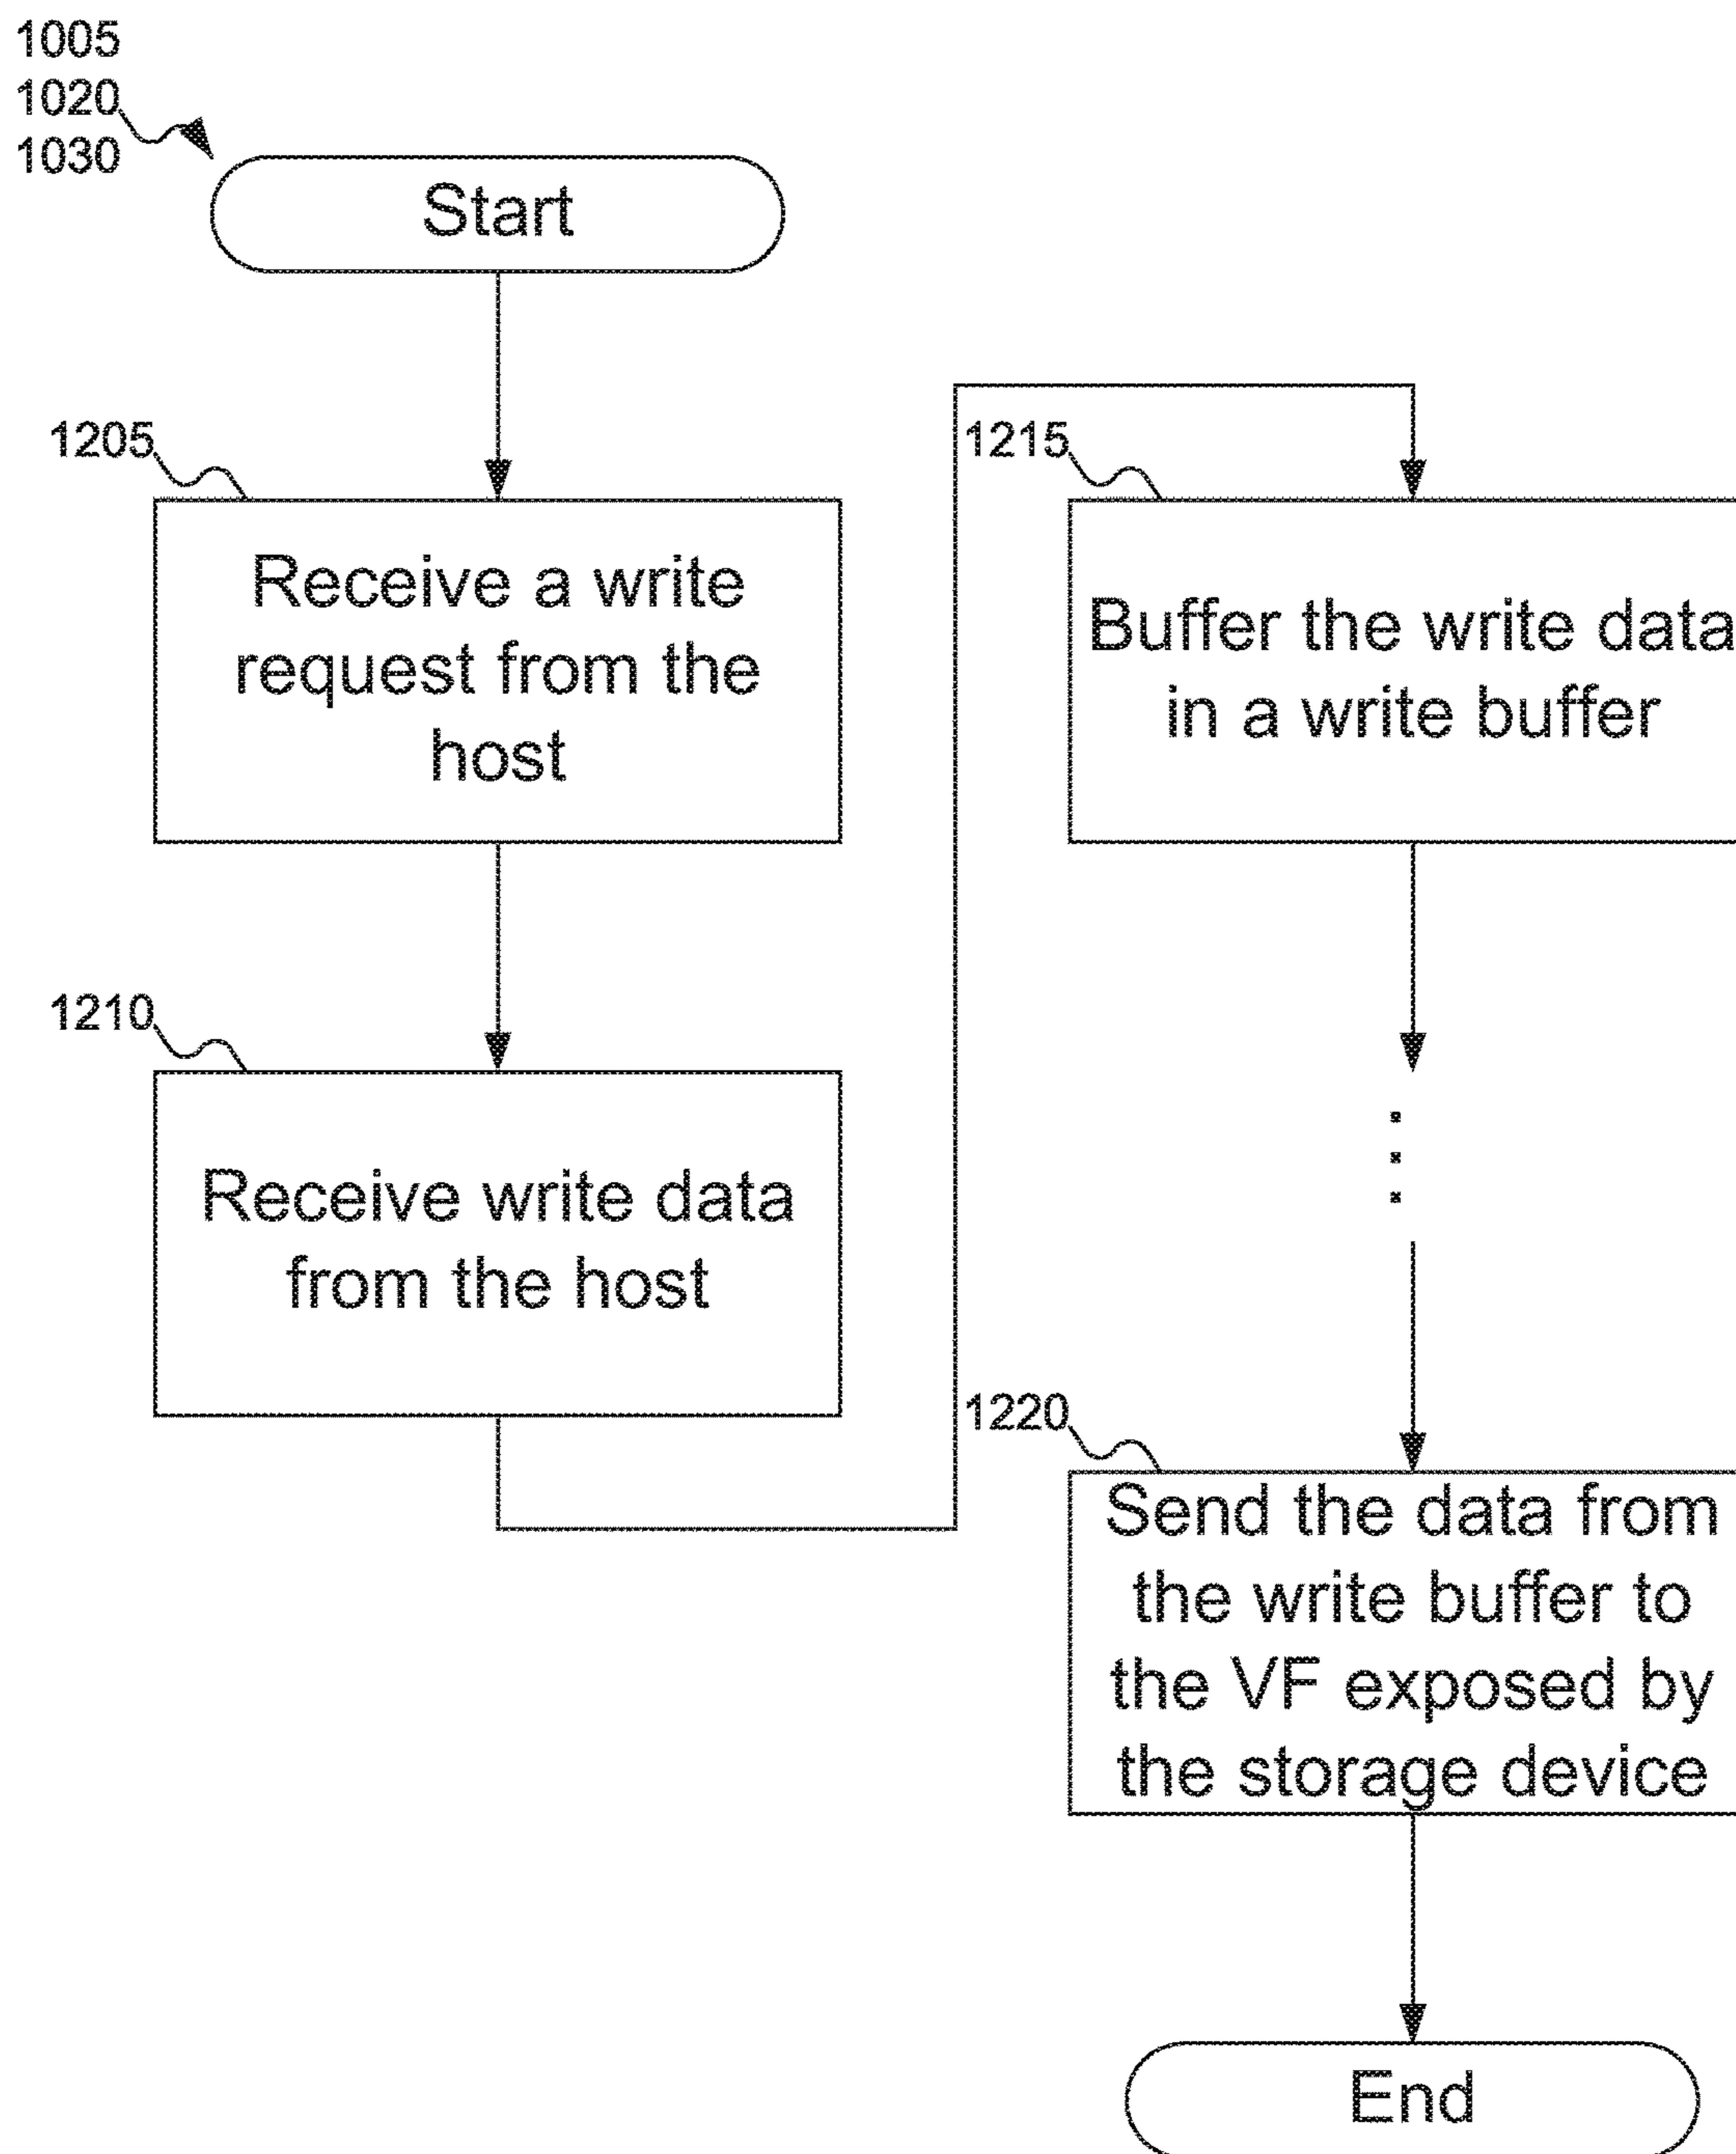 1005
1020
1030
Start
1205
Receive a write
request from the
host
1210
Receive write data
from the host
1215
Buffer the write data
in a write buffer
1220
Send the data from
the write buffer to
the VF exposed by
the storage device
End